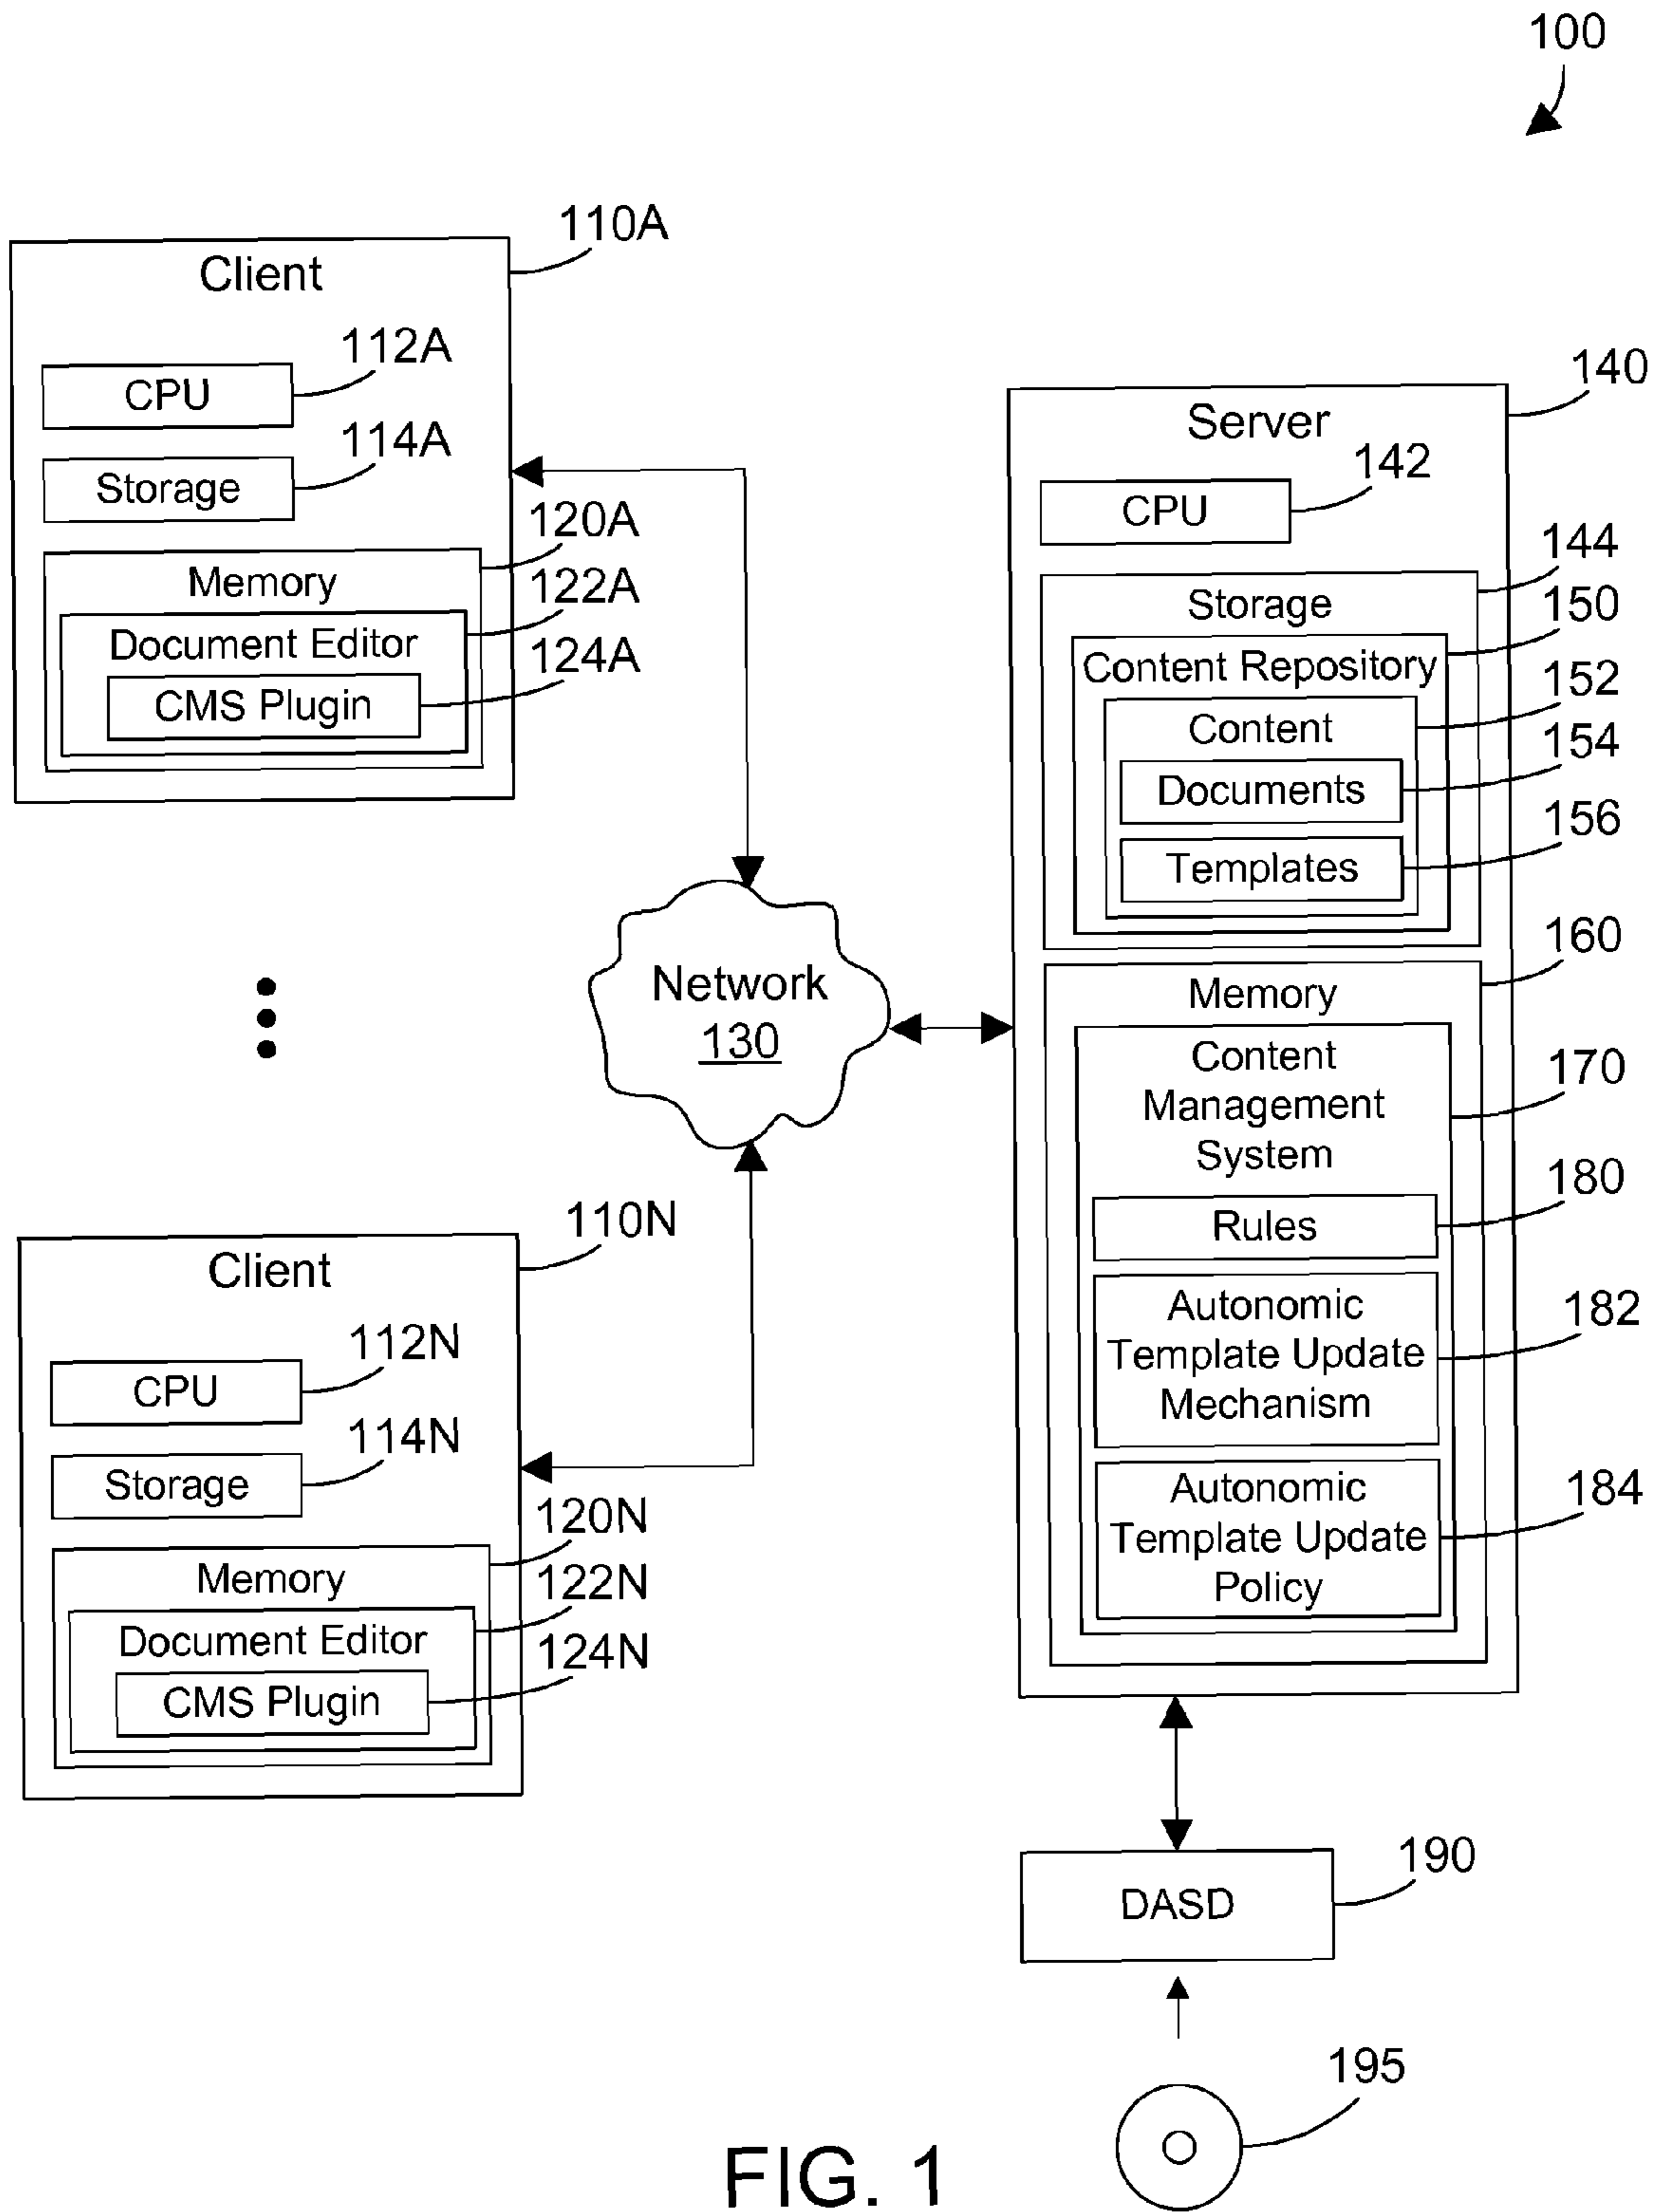 100
110A
Client
112A
CPU
114A
Storage
120A
Memory
122A
Document Editor
124A
CMS Plugin
Network
130
110N
Client
112N
CPU
114N
Storage
120N
Memory
122N
Document Editor
124N
CMS Plugin
140
Server
142
CPU
144
Storage
150
Content Repository
152
Content
154
Documents
156
Templates
160
Memory
170
Content
Management
System
180
Rules
182
Autonomic
Template Update
Mechanism
184
Autonomic
Template Update
Policy
190
DASD
195
FIG. 1